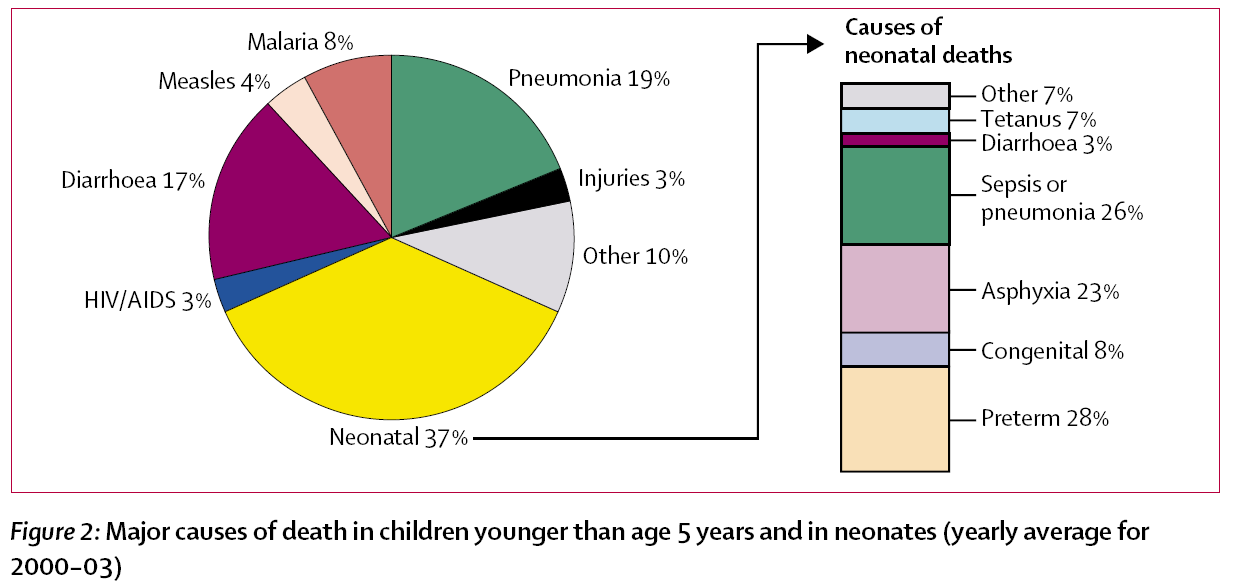 Malaria 8%
Measles 4%
Diarrhoea 17%
HIV/AIDS 3%
Neonatal 37%
Pneumonia 19%
Injuries 3%
Other 10%
Causes of
neonatal deaths
Other 7%
Tetanus 7%
Diarrhoea 3%
Sepsis or
pneumonia 26%
Asphyxia 23%
Congenital 8%
Preterm 28%
Figure 2: Major causes of death in children younger than age 5 years and in neonates (yearly average for
2000–03)